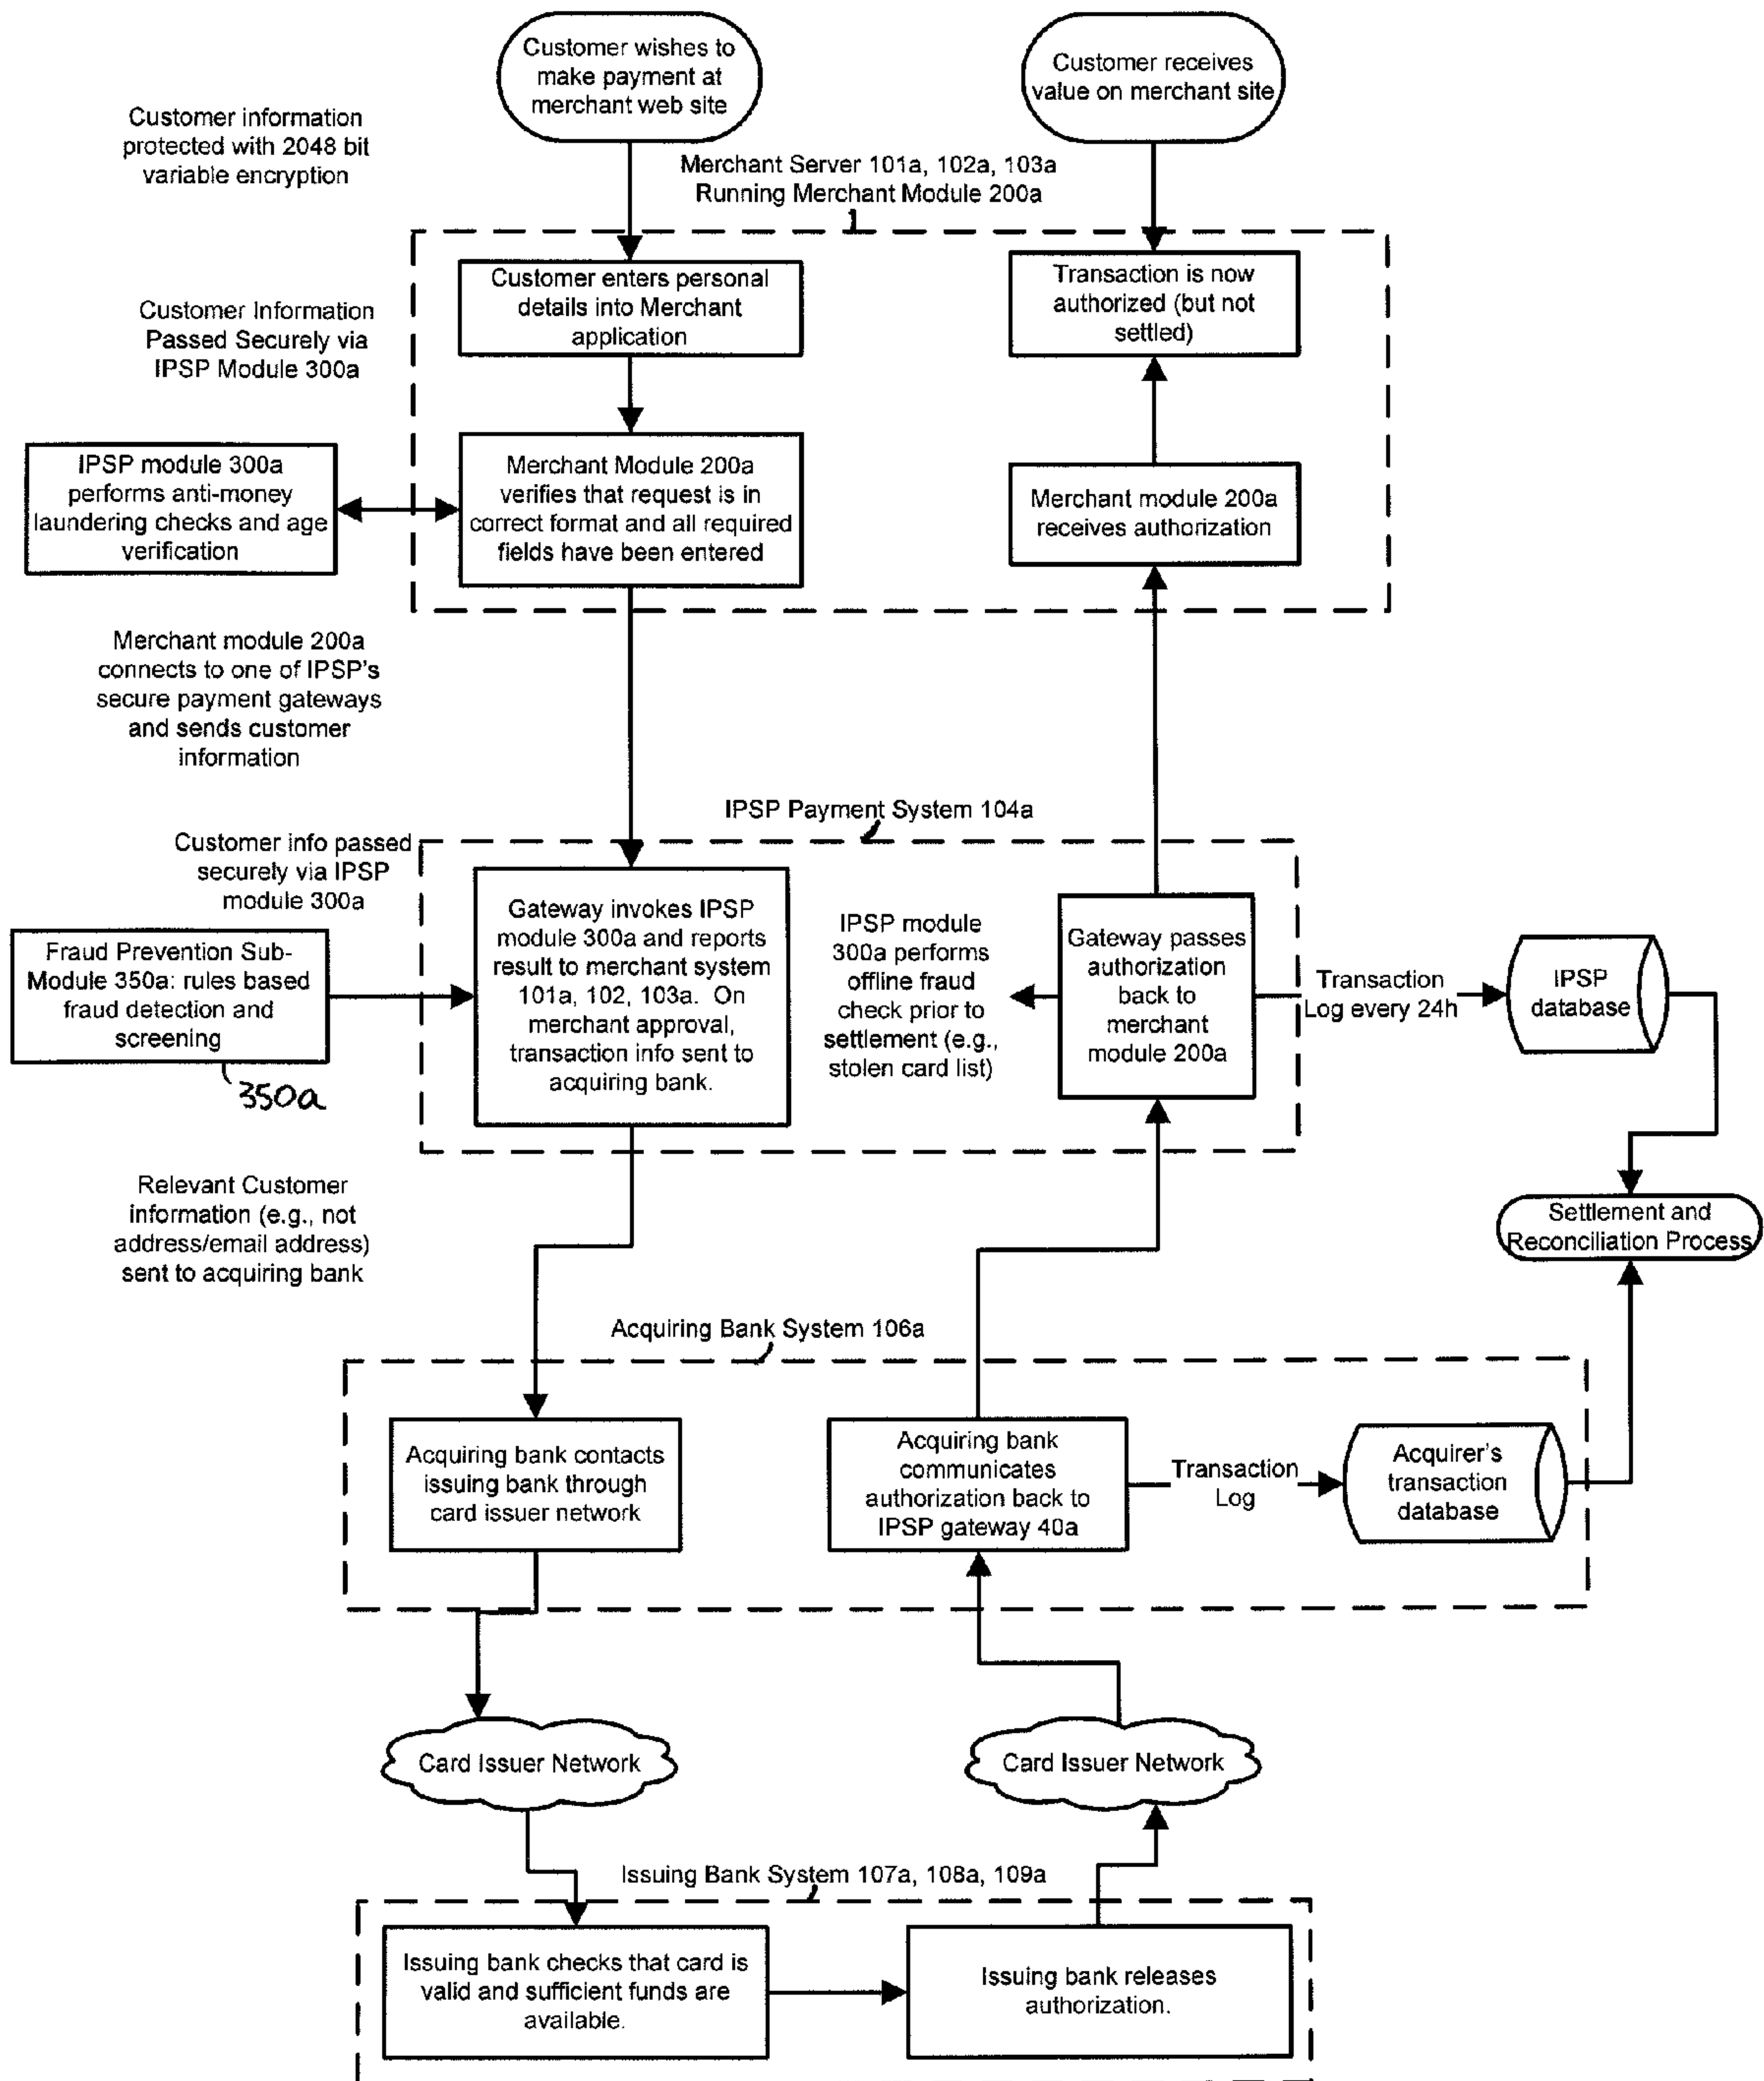 Customer wishes to
make payment at
merchant web site
Customer receives
value on merchant site
Customer information
protected with 2048 bit
variable encryption
Merchant Server 101a, 102a, 103a
Running Merchant Module 200a
Customer enters personal
details into Merchant
application
Transaction is now
authorized (but not
settled)
Customer Information
Passed Securely via
IPSP Module 300a
IPSP module 300a
performs anti-money
laundering checks and age
verification
Merchant Module 200a
verifies that request is in
correct format and all required
fields have been entered
Merchant module 200a
receives authorization
Merchant module 200a
connects to one of IPSP's
secure payment gateways
and sends customer
information
IPSP Payment System 104a
Customer info passed
securely via IPSP
module 300a
Fraud Prevention Sub-
Module 350a: rules based
fraud detection and
screening
350a
Gateway invokes IPSP
module 300a and reports
result to merchant system
101a, 102, 103a. On
merchant approval,
transaction info sent to
acquiring bank.
IPSP module
300a performs
offline fraud
check prior to
settlement (e.g.,
stolen card list)
Gateway passes
authorization
back to
merchant
module 200a
Transaction
Log every 24h
IPSP
database
Relevant Customer
information (e.g., not
address/email address)
sent to acquiring bank
Settlement and
Reconciliation Process
Acquiring Bank System 106a
Acquiring bank contacts
issuing bank through
card issuer network
Acquiring bank
communicates
authorization back to
IPSP gateway 40a
Transaction
Log
Acquirer's
transaction
database
Card Issuer Network
Card Issuer Network
Issuing Bank System 107a, 108a, 109a
Issuing bank checks that card is
valid and sufficient funds are
available.
Issuing bank releases
authorization.